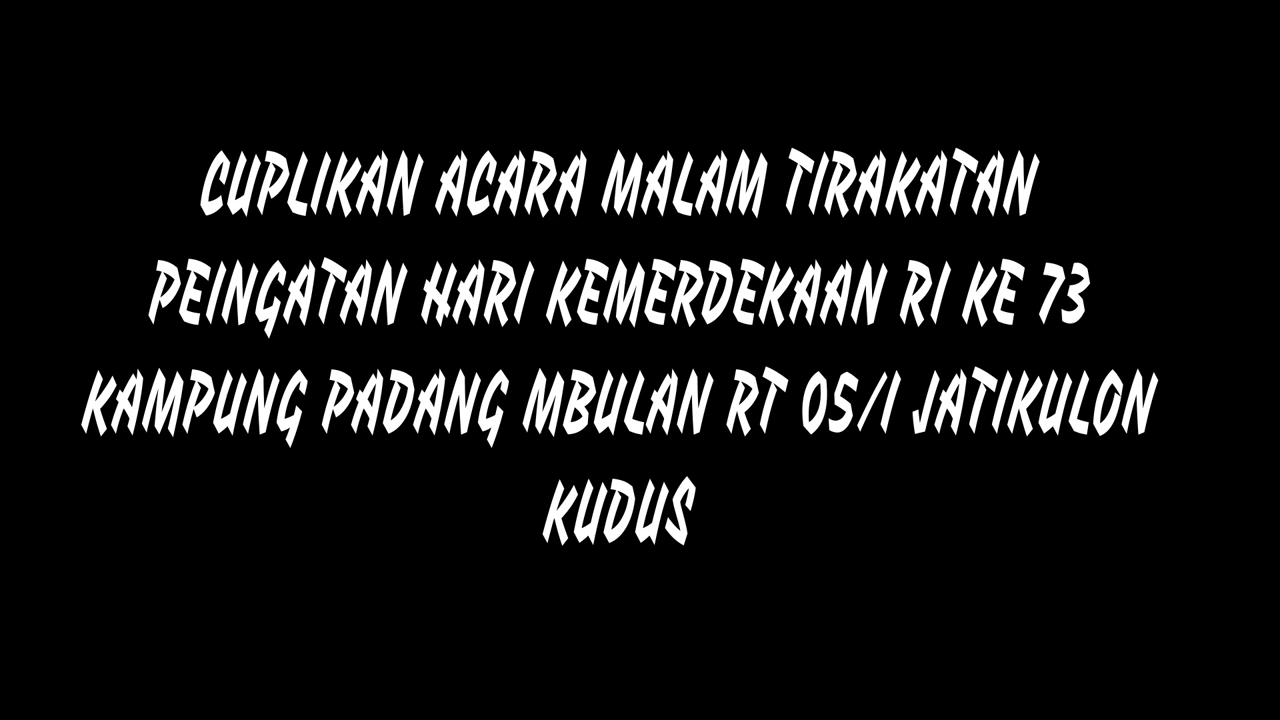 CUPLIKAN ACARA MALAM TIRAKATAN
PEINGATAN HARI KEMERDEKAAN RI KE 73
KAMPUNG PADANG MBULAN RT 05/I JATIKULON
KUDUS